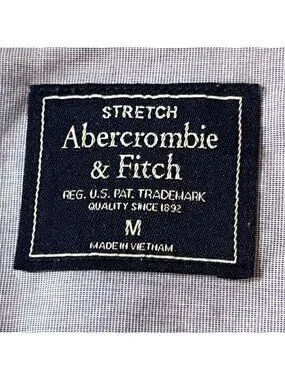 STRETCH
Abercrombie
& Fitch
REG. U.S. PAT. TRADEMARK
QUALITY SINCE 1892
M
MADE IN VIETNAM